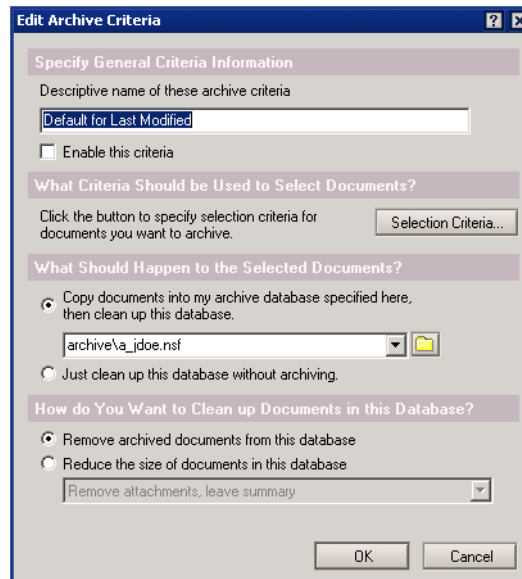 Edit Archive Criteria
Specify General Criteria Information
Descriptive name of these archive criteria
Default for Last Modified
Enable this criteria
What Criteria Should be Used to Select Documents?
Click the button to specify selection criteria for
documents you want to archive.
Selection Criteria...
What Should Happen to the Selected Documents?
Copy documents into my archive database specified here,
then clean up this database.
archive\a_jdoe.nsf
Just clean up this database without archiving.
How do You Want to Clean up Documents in this Database?
Remove archived documents from this database
Reduce the size of documents in this database
Remove attachments, leave summary
OK
Cancel